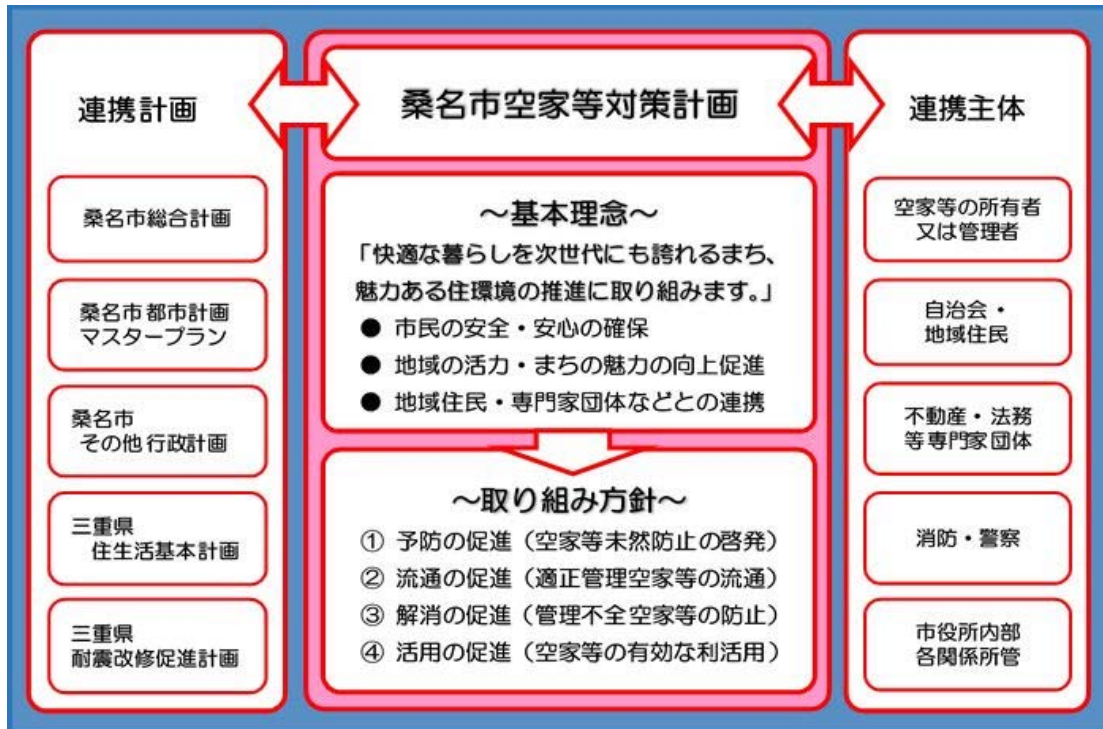 連携計画
桑名市総合計画
桑名市都市計画
マスタープラン
桑名市
その他行政計画
三重県
住生活基本計画
三重県
耐震改修促進計画
桑名市空家等対策計画
~基本理念~
「快適な暮らしを次世代にも誇れるまち、
魅力ある住環境の推進に取り組みます。」
● 市民の安全・安心の確保
● 地域の活力・まちの魅力の向上促進
● 地域住民・専門家団体などとの連携
~取り組み方針~
① 予防の促進(空家等未然防止の啓発)
② 流通の促進(適正管理空家等の流通)
③ 解消の促進(管理不全空家等の防止)
④ 活用の促進(空家等の有効な利活用)
連携主体
空家等の所有者
又は管理者
自治会・
地域住民
不動産・法務
等専門家団体
消防・警察
市役所内部
各関係所管